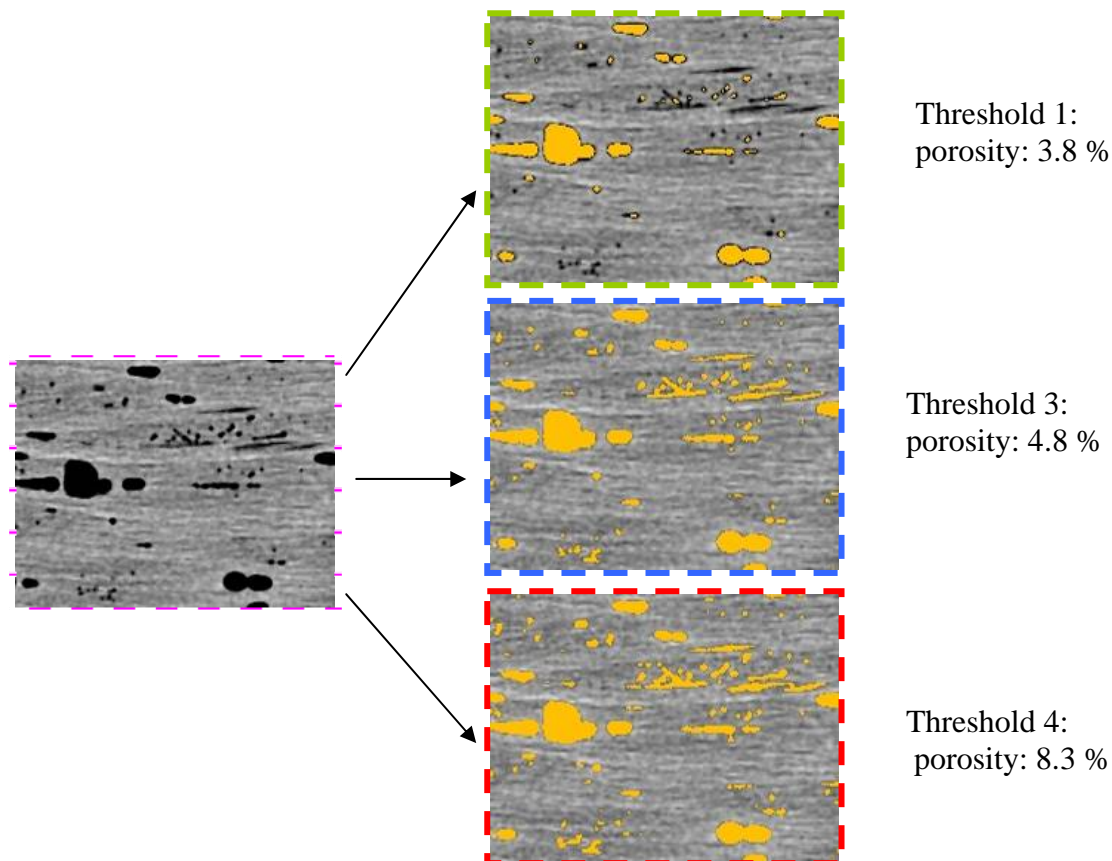 Threshold 1:
porosity: 3.8 %
Threshold 3:
porosity: 4.8 %
Threshold 4:
porosity: 8.3 %